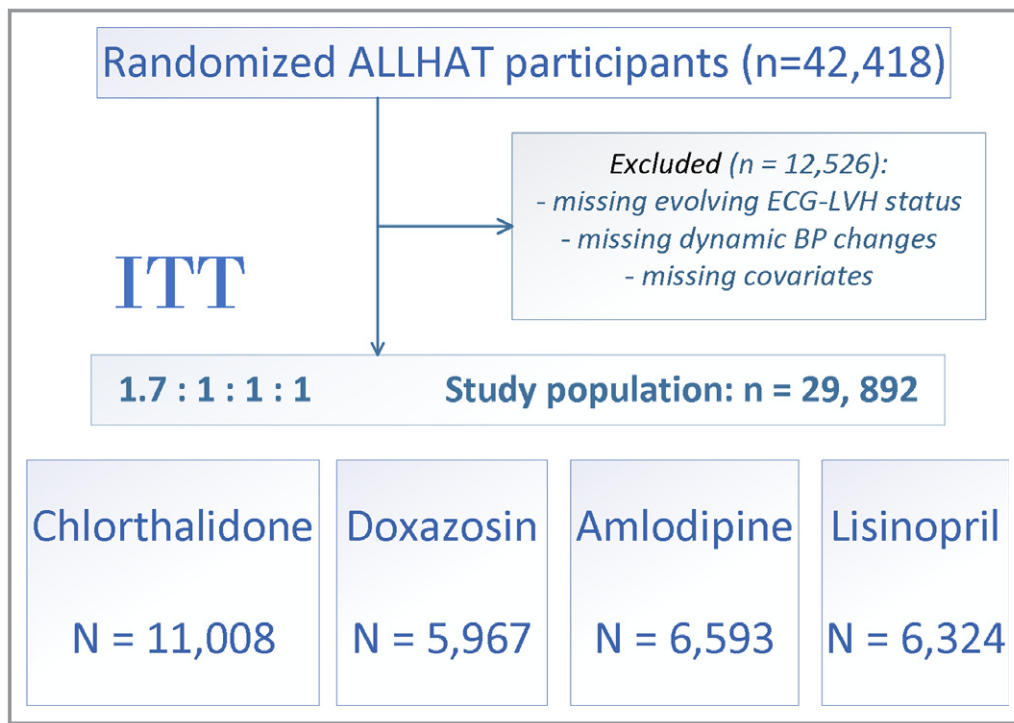 Randomized ALLHAT participants (n=42,418)
Excluded (n = 12,526):
- missing evolving ECG-LVH status
- missing dynamic BP changes
- missing covariates
ITT
1.7 : 1 : 1 : 1 Study population: n = 29, 892
Chlorthalidone
N = 11,008
Doxazosin
N = 5,967
Amlodipine
N = 6,593
Lisinopril
N = 6,324